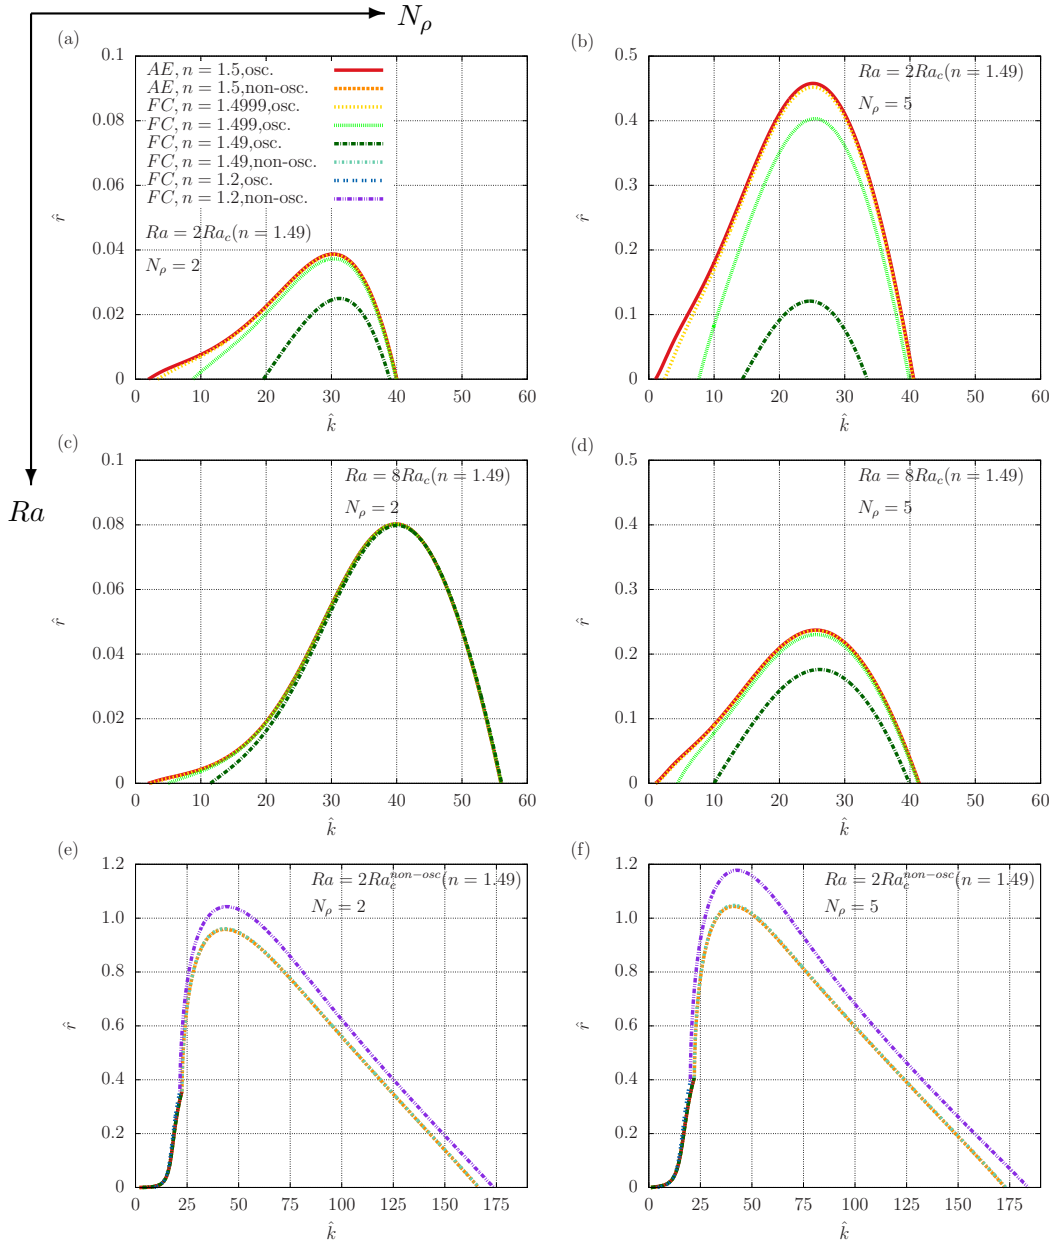 N_ρ
(a)
0.1
0.08
0.06
0.04
0.02
0
r̂
AE, n = 1.5,osc.
AE, n = 1.5,non-osc.
FC, n = 1.4999,osc.
FC, n = 1.499,osc.
FC, n = 1.49,osc.
FC, n = 1.49,non-osc.
FC, n = 1.2,osc.
FC, n = 1.2,non-osc.
Ra = 2Ra_c(n = 1.49)
N_ρ = 2
0 10 20 30 40 50 60
k̂
(b)
0.5
0.4
0.3
0.2
0.1
0
r̂
Ra = 2Ra_c(n = 1.49)
N_ρ = 5
0 10 20 30 40 50 60
k̂
Ra
(c)
0.1
0.08
0.06
0.04
0.02
0
r̂
Ra = 8Ra_c(n = 1.49)
N_ρ = 2
0 10 20 30 40 50 60
k̂
(d)
0.5
0.4
0.3
0.2
0.1
0
r̂
Ra = 8Ra_c(n = 1.49)
N_ρ = 5
0 10 20 30 40 50 60
k̂
(e)
1.2
1.0
0.8
0.6
0.4
0.2
0
r̂
Ra = 2Ra_c^{non-osc}(n = 1.49)
N_ρ = 2
0 25 50 75 100 125 150 175
k̂
(f)
1.2
1.0
0.8
0.6
0.4
0.2
0
r̂
Ra = 2Ra_c^{non-osc}(n = 1.49)
N_ρ = 5
0 25 50 75 100 125 150 175
k̂